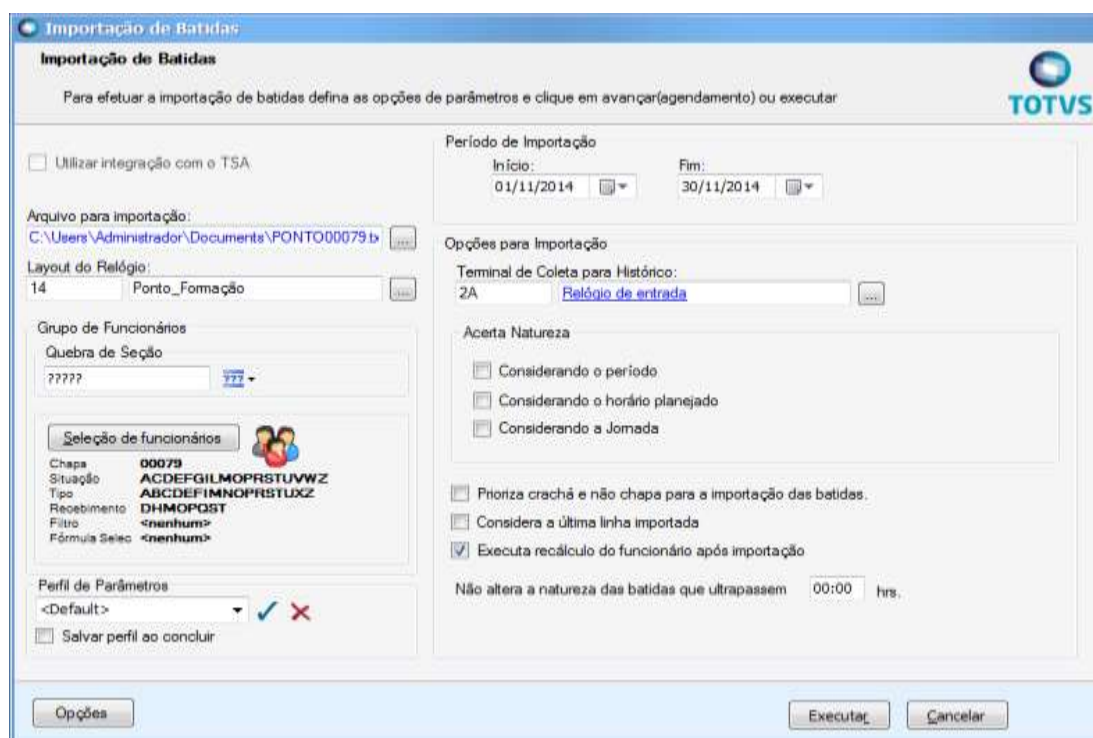 Importação de Batidas
Importação de Batidas
Para efetuar a importação de batidas defina as opções de parâmetros e clique em avançar(agendamento) ou executar
TOTVS
Utilizar integração com o TSA
Arquivo para importação:
C:\Users\Administrador\Documents\PONTO00079.tx
...
Layout do Relógio:
14 Ponto_Formação
...
Grupo de Funcionários
Quebra de Seção
?????
???
Seleção de funcionários
Chapa 00079
Situação ACDEFGILMOPRSTUVWZ
Tipo ABCDEFIMNOPRSTUXZ
Recebimento DHMOPQST
Filtro <nenhum>
Fórmula Selec <nenhum>
Perfil de Parâmetros
<Default>
Salvar perfil ao concluir
Período de Importação
Início: Fim:
01/11/2014 30/11/2014
Opções para Importação
Terminal de Coleta para Histórico:
2A Relógio de entrada
...
Acerta Natureza
Considerando o período
Considerando o horário planejado
Considerando a Jornada
Prioriza crachá e não chapa para a importação das batidas.
Considera a última linha importada
Executa recálculo do funcionário após importação
Não altera a natureza das batidas que ultrapassem 00:00 hrs.
Opções
Executar
Cancelar